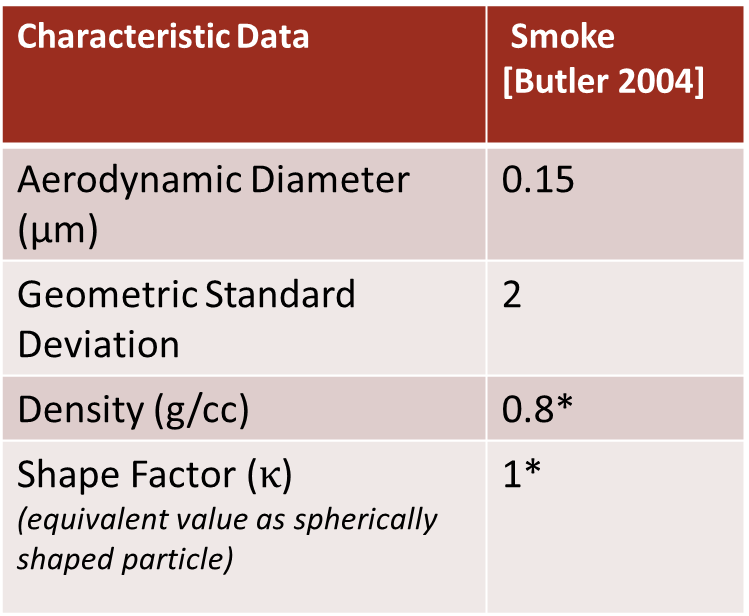 Characteristic Data
Smoke
[Butler 2004]
Aerodynamic Diameter
(μm)
0.15
Geometric Standard
Deviation
2
Density (g/cc)
0.8*
Shape Factor (κ)
(equivalent value as spherically
shaped particle)
1*